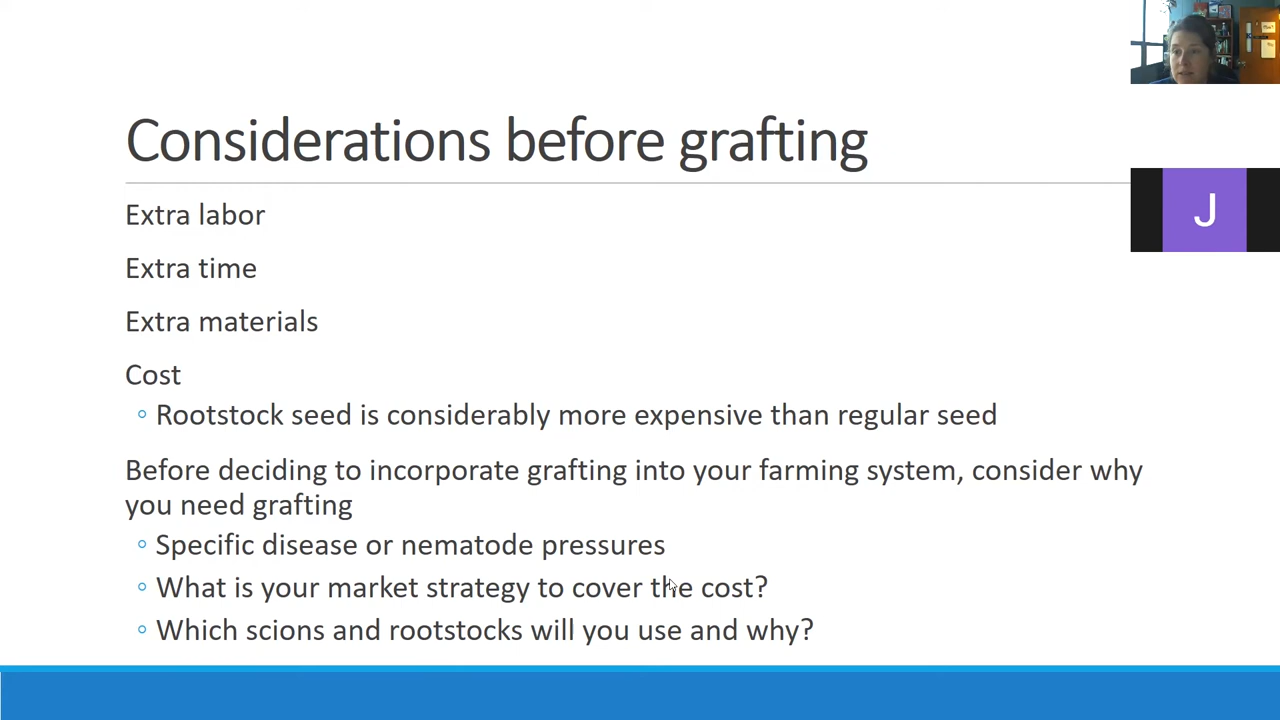 Considerations before grafting
Extra labor
Extra time
Extra materials
Cost
Rootstock seed is considerably more expensive than regular seed
Before deciding to incorporate grafting into your farming system, consider why
you need grafting
Specific disease or nematode pressures
What is your market strategy to cover the cost?
Which scions and rootstocks will you use and why?
J